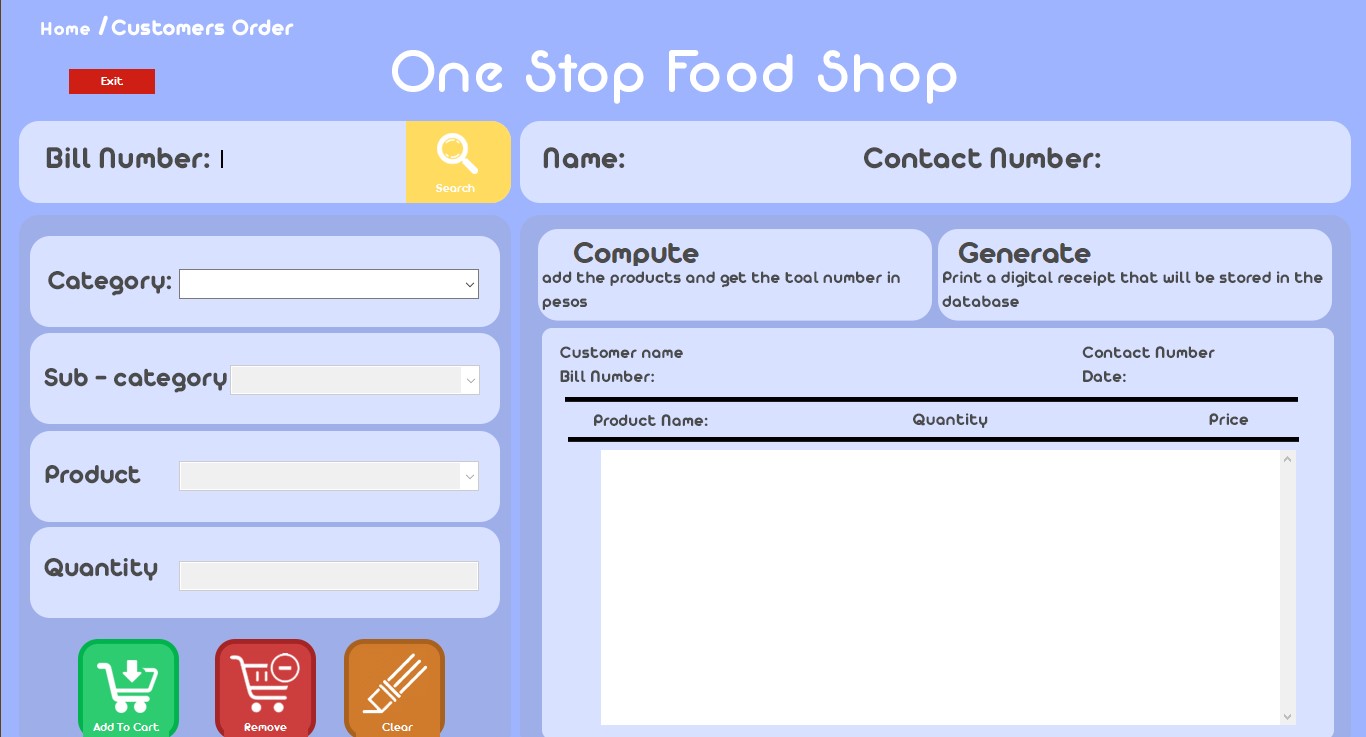 Home / Customers Order
One Stop Food Shop
Exit
Bill Number:
Search
Name:
Contact Number:
Category:
Sub - category
Product
Quantity
Add To Cart
Remove
Clear
Compute
add the products and get the toal number in
pesos
Generate
Print a digital receipt that will be stored in the
database
Customer name
Contact Number
Bill Number:
Date:
Product Name:
Quantity
Price